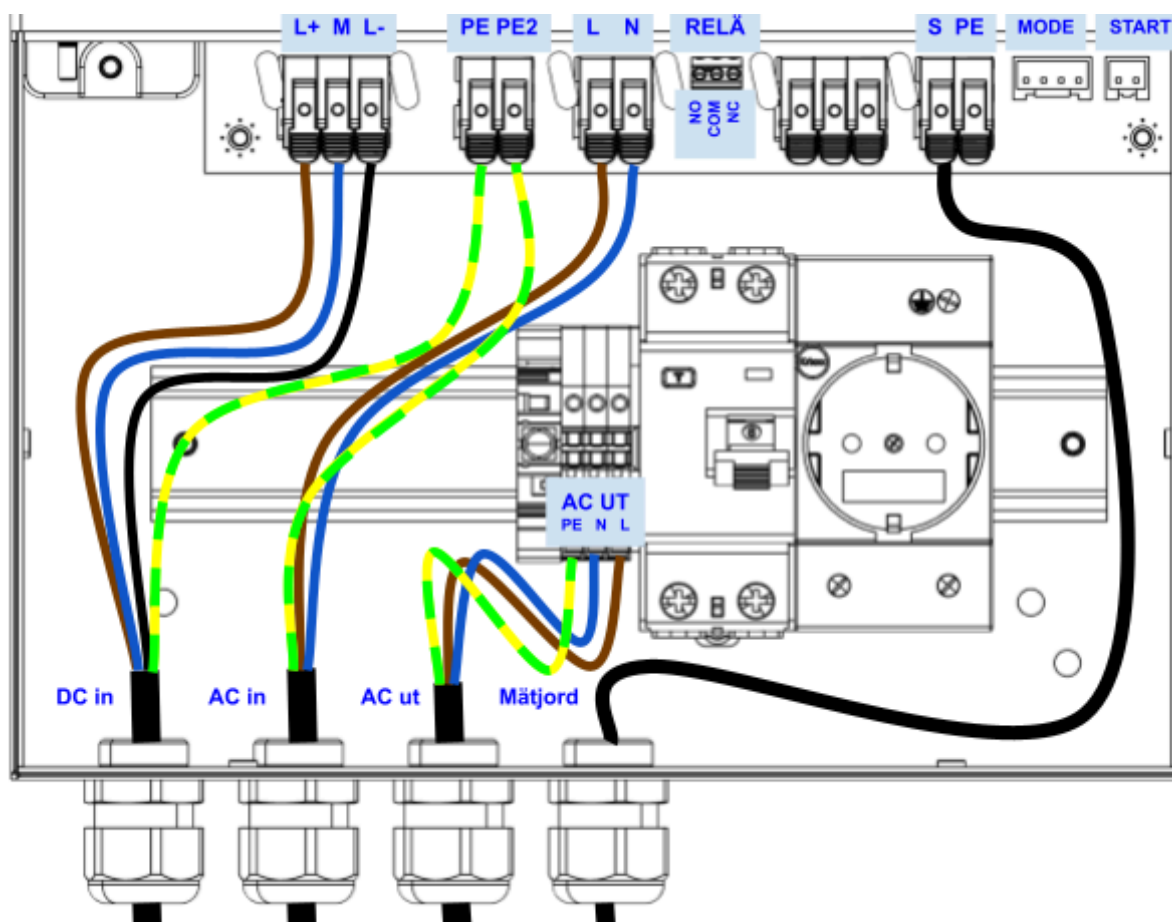 L+ M L-
PE PE2
L N
RELÄ
S PE
MODE
START
NO
COM
NC
AC UT
PE N L
DC in
AC in
AC ut
Mätjord